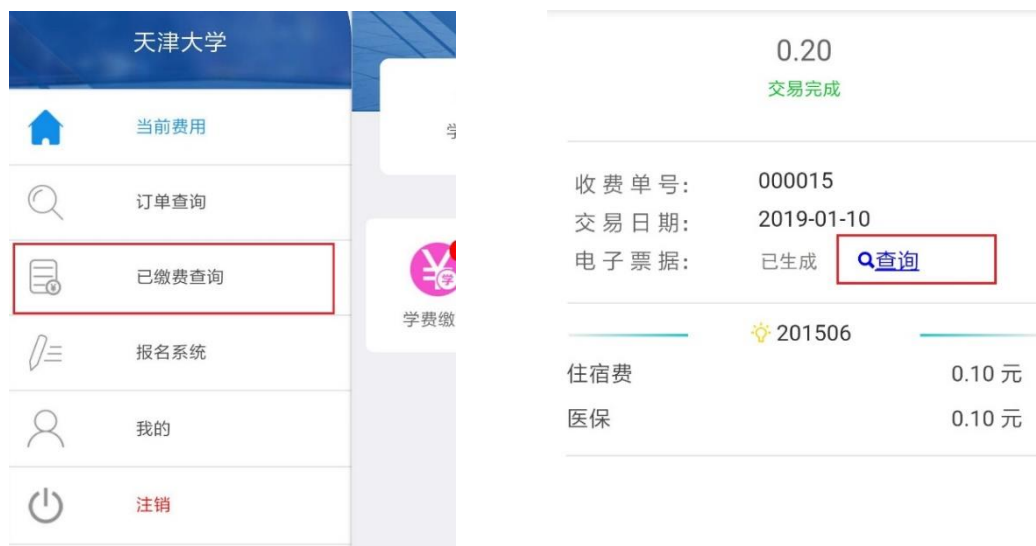 天津大学
当前费用
订单查询
已缴费查询
报名系统
我的
注销
学
学费缴
0.20
交易完成
收费单号: 000015
交易日期: 2019-01-10
电子票据: 已生成 查询
201506
住宿费 0.10 元
医保 0.10 元